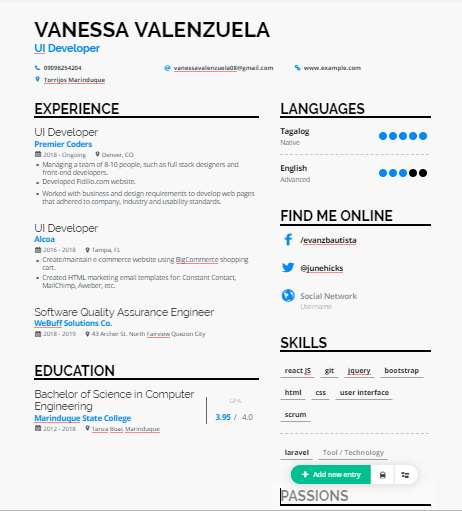 VANESSA VALENZUELA
UI Developer
09096254204
vanessavalenzuela08@gmail.com
www.example.com
Torrijos Marinduque
EXPERIENCE
UI Developer
Premier Coders
2018 - Ongoing
Denver, CO
Managing a team of 8-10 people, such as full stack designers and
front-end developers.
Developed Fidilio.com website.
Worked with business and design requirements to develop web pages
that adhered to company, industry and usability standards.
UI Developer
Alcoa
2016 - 2018
Tampa, FL
Create/maintain e-commerce website using BigCommerce shopping
cart.
Created HTML marketing email templates for: Constant Contact,
MailChimp, Aweber, etc.
Software Quality Assurance Engineer
WeBuff Solutions Co.
2018 - 2019
43 Archer St. North Fairview Quezon City
EDUCATION
Bachelor of Science in Computer
Engineering
Marinduque State College
2012 - 2018
Tanza Boac Marinduque
GPA
3.95 / 4.0
LANGUAGES
Tagalog
Native
English
Advanced
FIND ME ONLINE
/evanzbautista
@junehicks
Social Network
Username
SKILLS
react JS git jquery bootstrap
html css user interface
scrum
laravel Tool / Technology
+ Add new entry
PASSIONS